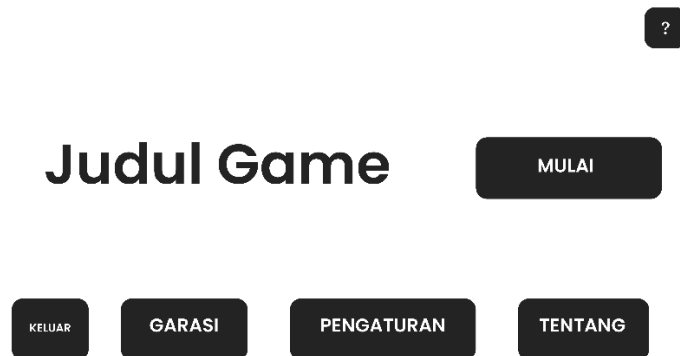 ?
Judul Game
MULAI
KELUAR
GARASI
PENGATURAN
TENTANG